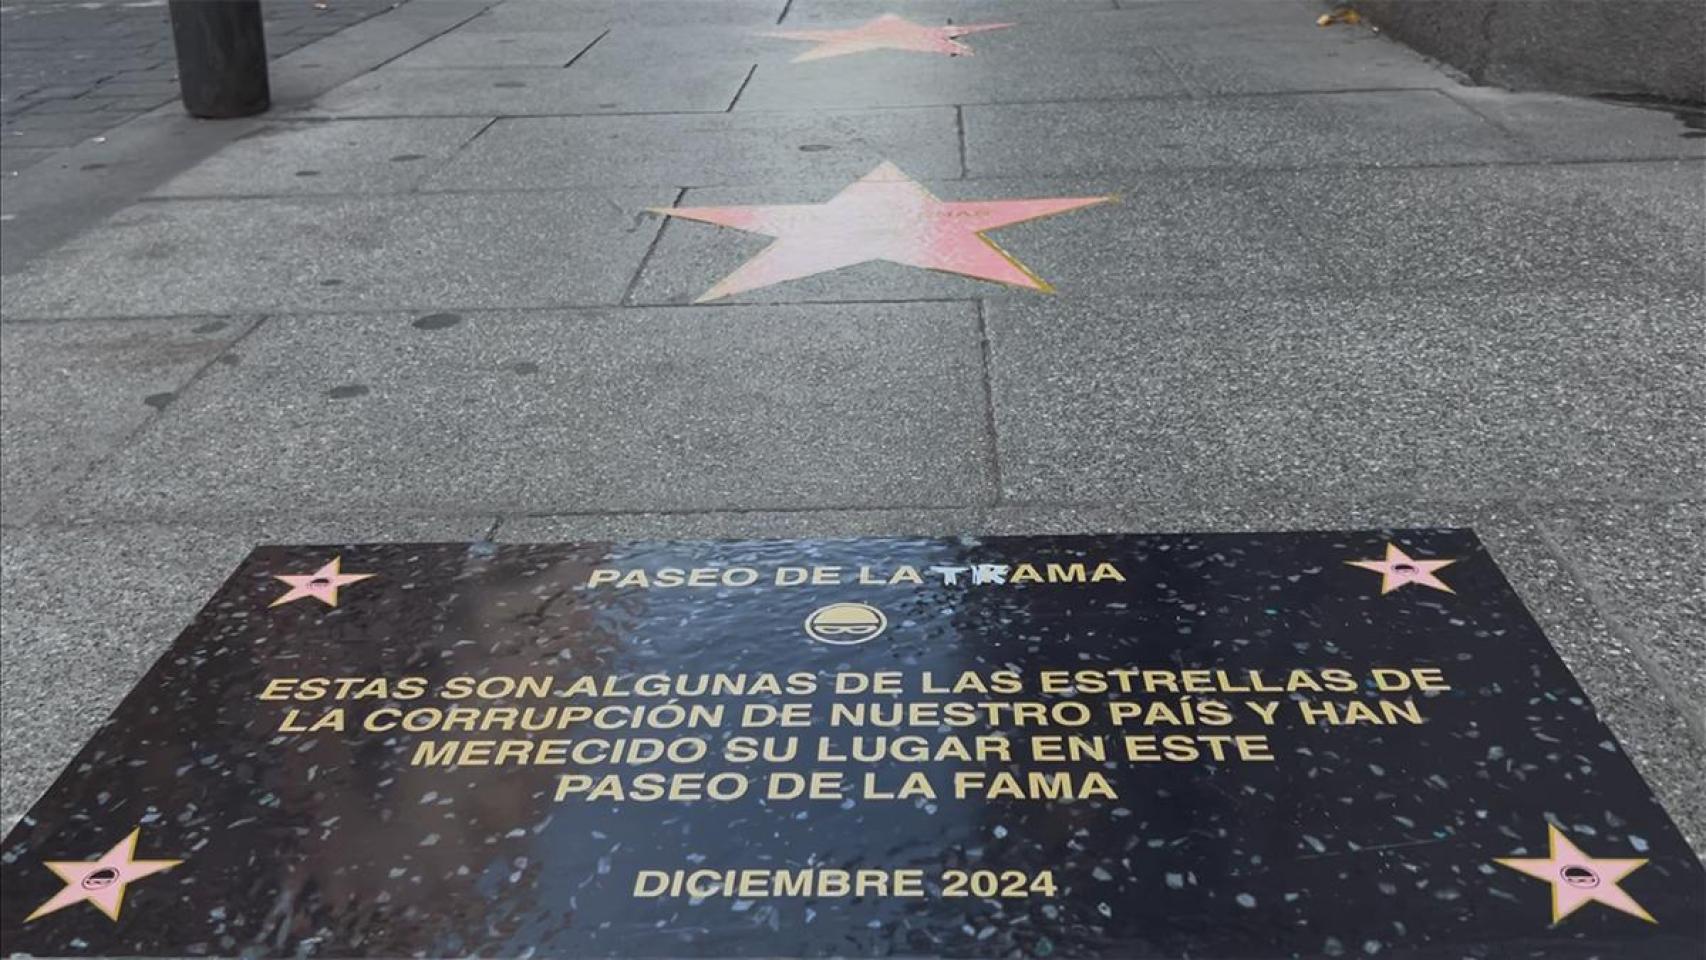 PASEO DE LA TRAMA
ESTAS SON ALGUNAS DE LAS ESTRELLAS DE
LA CORRUPCIÓN DE NUESTRO PAÍS Y HAN
MERECIDO SU LUGAR EN ESTE
PASEO DE LA FAMA
DICIEMBRE 2024